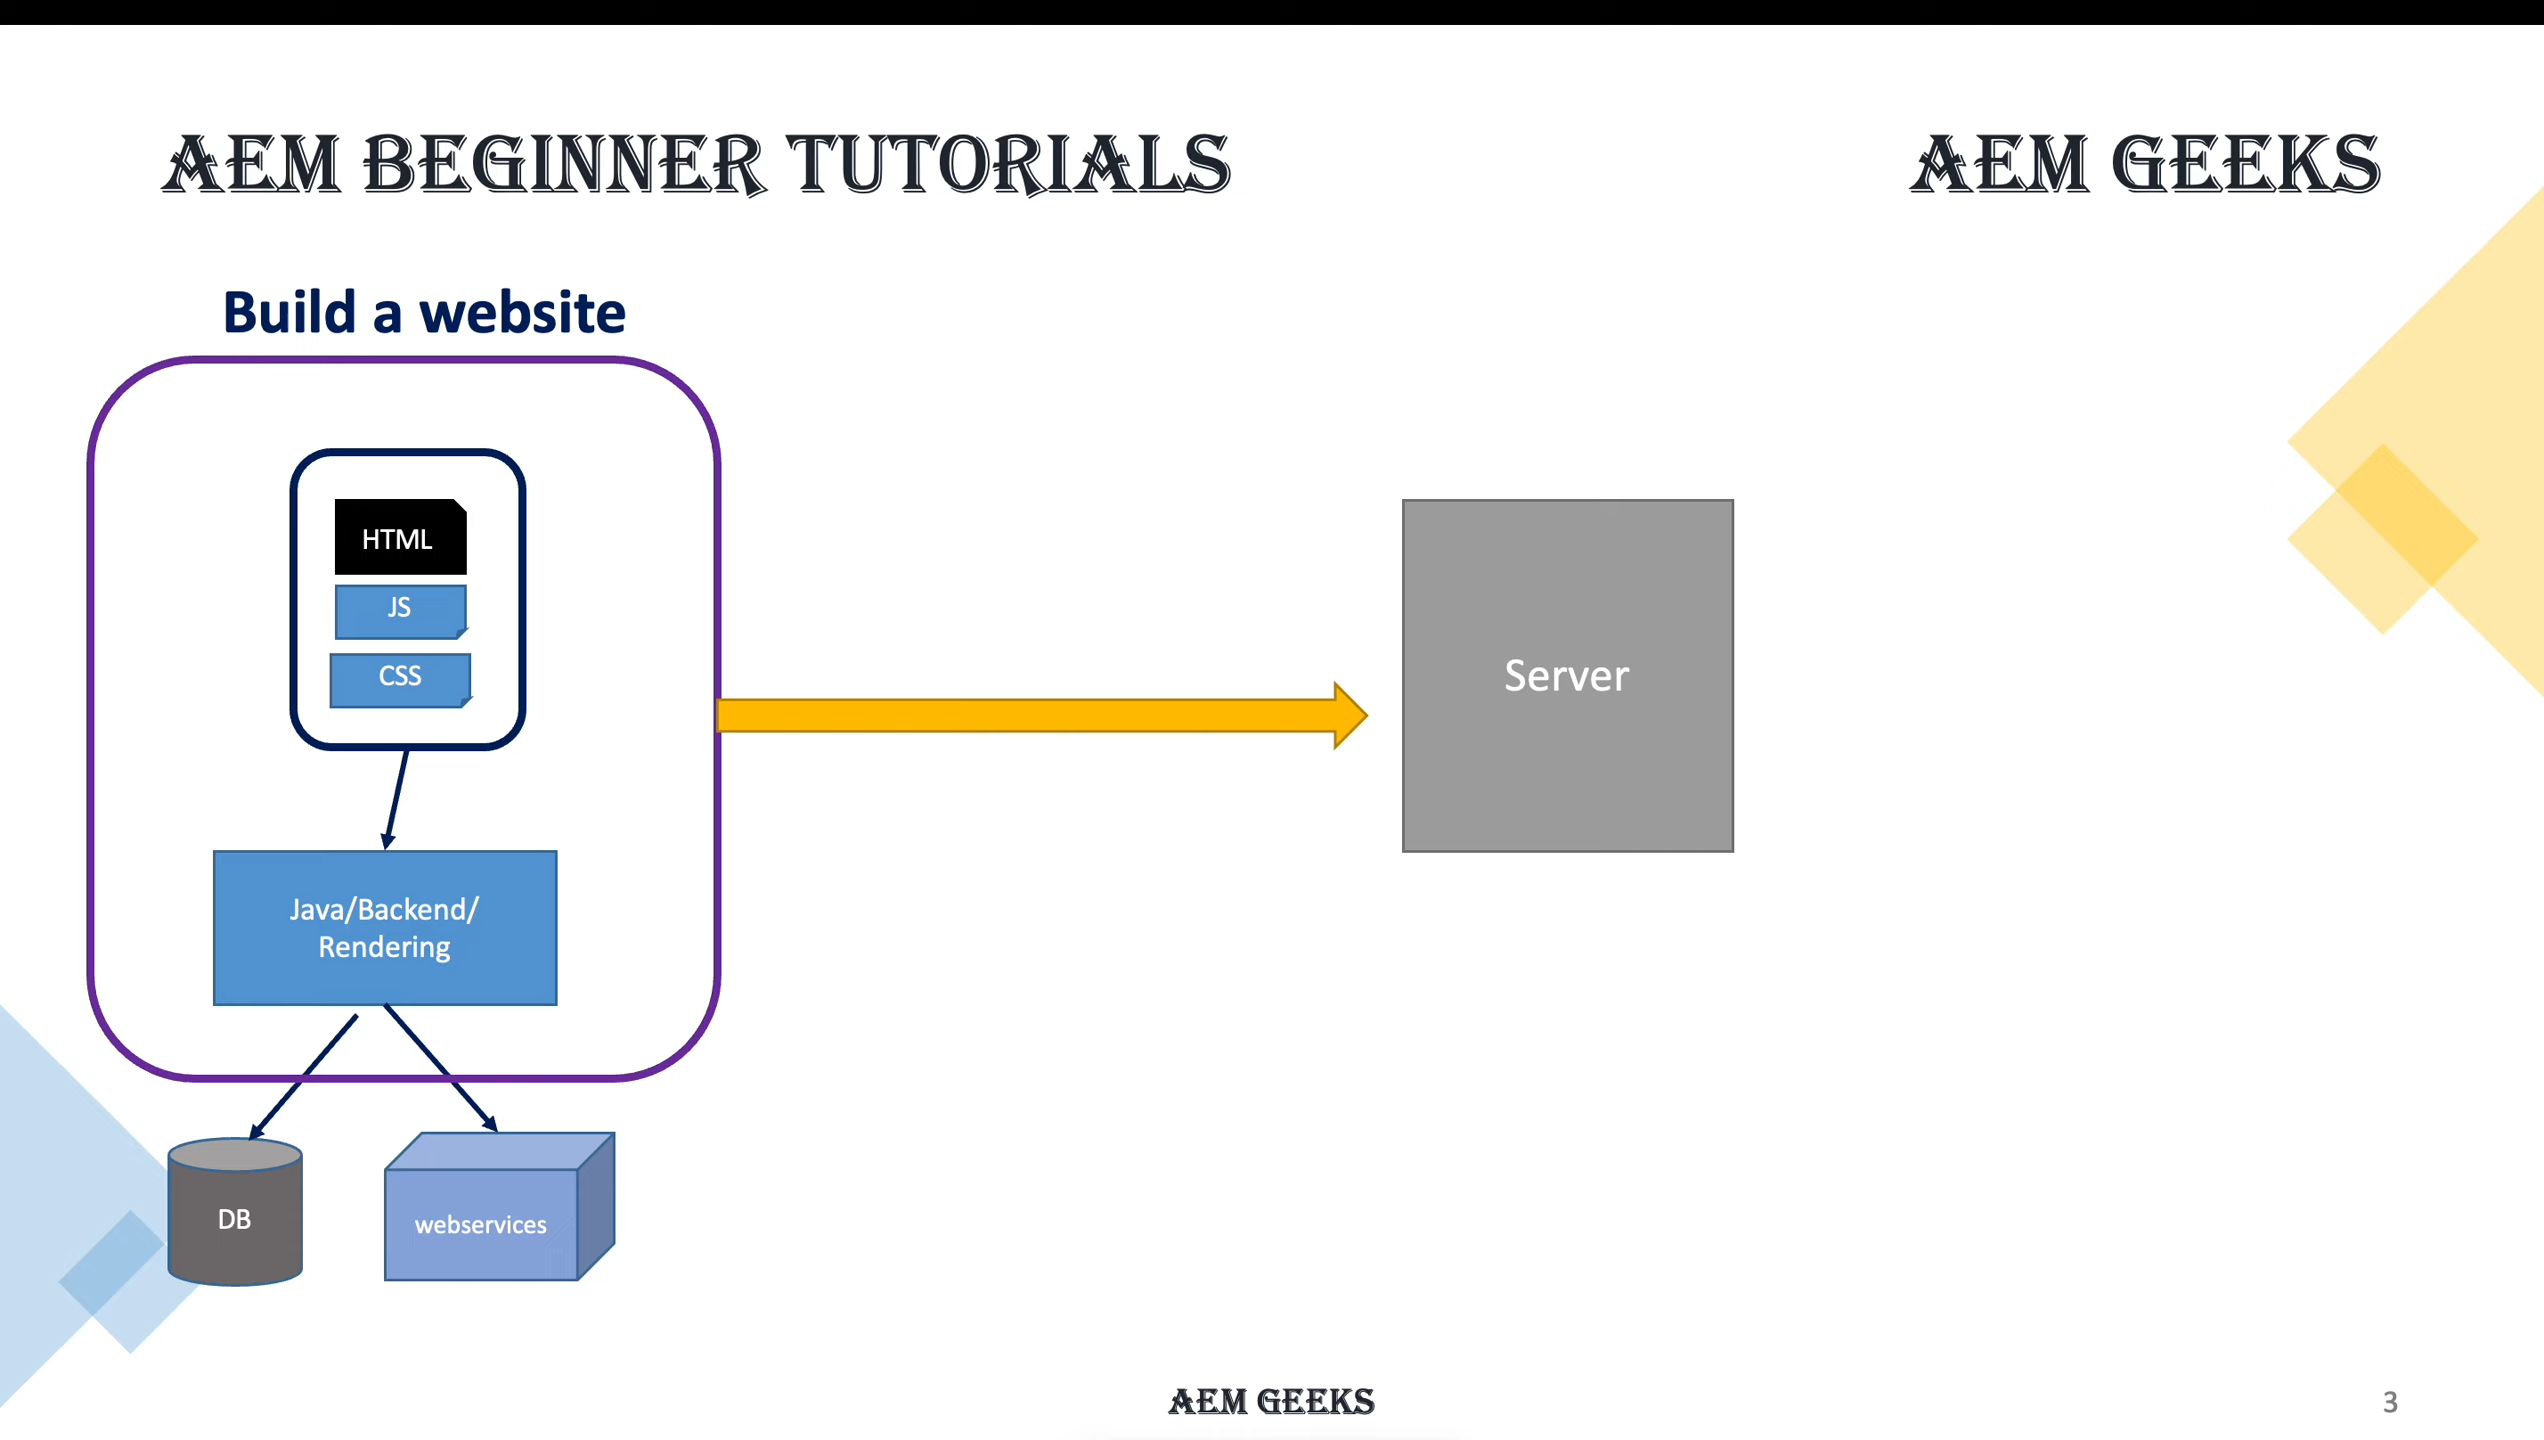 AEM BEGINNER TUTORIALS
AEM GEEKS
Build a website
HTML
JS
CSS
Java/Backend/
Rendering
DB
webservices
Server
AEM GEEKS
3